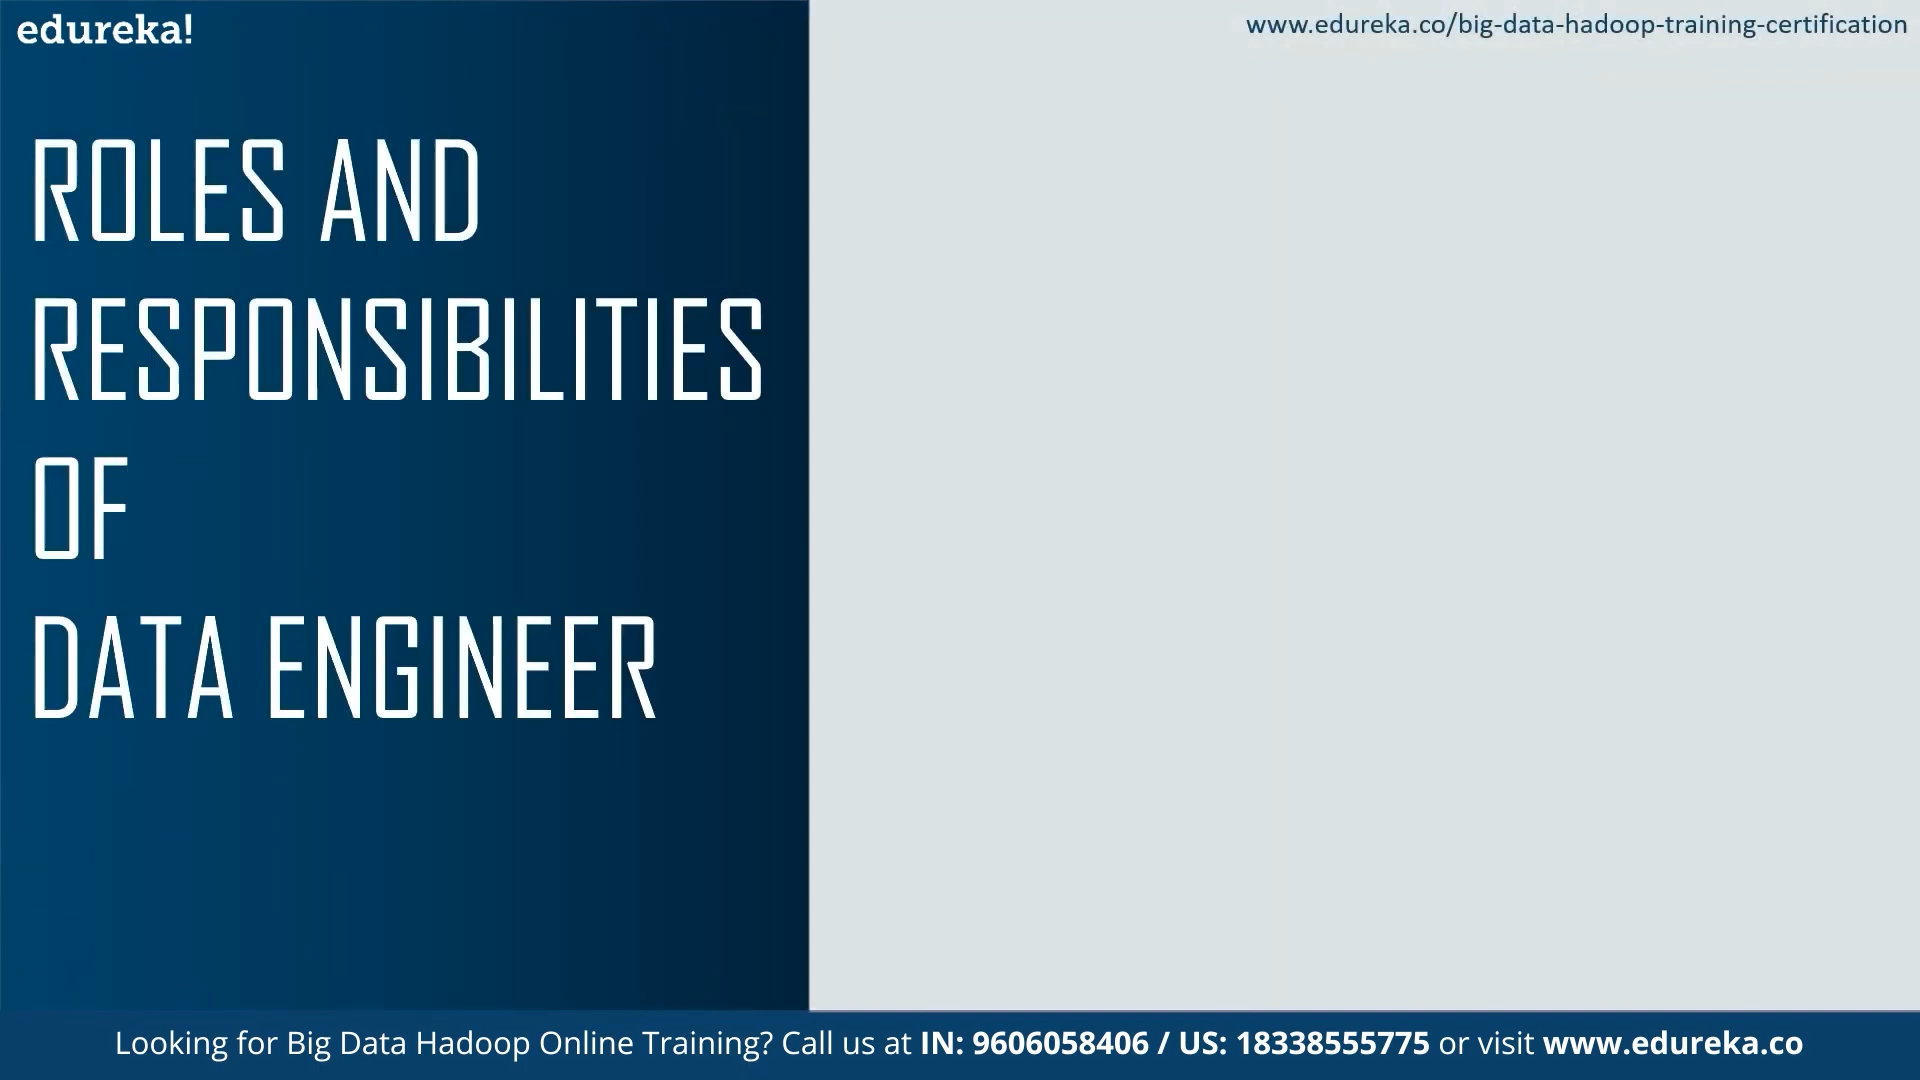 edureka!
www.edureka.co/big-data-hadoop-training-certification
ROLES AND
RESPONSIBILITIES
OF
DATA ENGINEER
Looking for Big Data Hadoop Online Training? Call us at IN: 9606058406 / US: 18338555775 or visit www.edureka.co